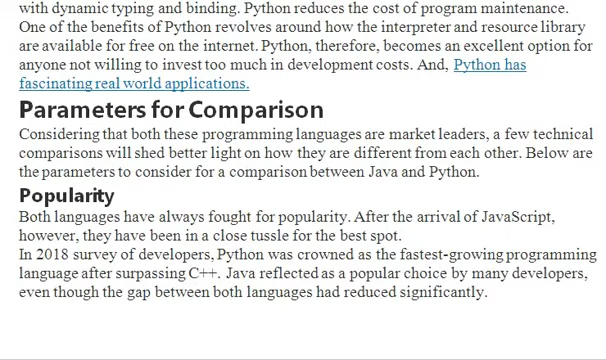 with dynamic typing and binding. Python reduces the cost of program maintenance.
One of the benefits of Python revolves around how the interpreter and resource library
are available for free on the internet. Python, therefore, becomes an excellent option for
anyone not willing to invest too much in development costs. And, Python has
fascinating real world applications.
Parameters for Comparison
Considering that both these programming languages are market leaders, a few technical
comparisons will shed better light on how they are different from each other. Below are
the parameters to consider for a comparison between Java and Python.
Popularity
Both languages have always fought for popularity. After the arrival of JavaScript,
however, they have been in a close tussle for the best spot.
In 2018 survey of developers, Python was crowned as the fastest-growing programming
language after surpassing C++. Java reflected as a popular choice by many developers,
even though the gap between both languages had reduced significantly.